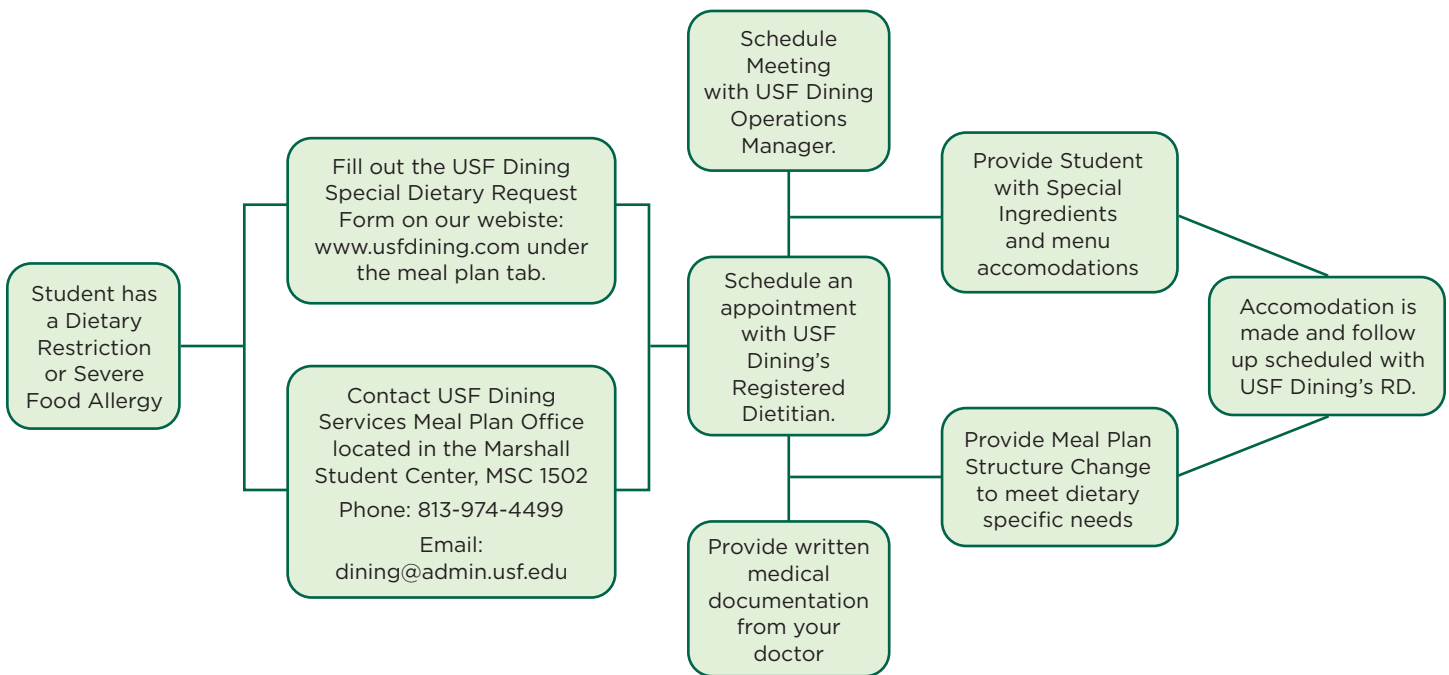 Student has
a Dietary
Restriction
or Severe
Food Allergy
Fill out the USF Dining
Special Dietary Request
Form on our webiste:
www.usfdining.com under
the meal plan tab.
Contact USF Dining
Services Meal Plan Office
located in the Marshall
Student Center, MSC 1502
Phone: 813-974-4499
Email:
dining@admin.usf.edu
Schedule
Meeting
with USF Dining
Operations
Manager.
Schedule an
appointment
with USF
Dining’s
Registered
Dietitian.
Provide written
medical
documentation
from your
doctor
Provide Student
with Special
Ingredients
and menu
accomodations
Provide Meal Plan
Structure Change
to meet dietary
specific needs
Accomodation is
made and follow
up scheduled with
USF Dining’s RD.